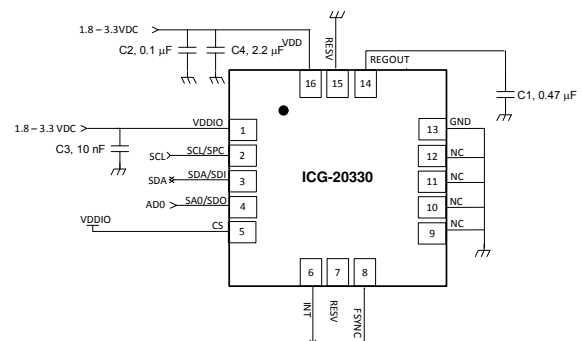 1.8 – 3.3VDC
C2, 0.1 µF
C4, 2.2 µF
VDD
RESV
REGOUT
16
15
14
C1, 0.47 µF
1.8 – 3.3 VDC
VDDIO
1
C3, 10 nF
SCL
SCL/SPC
2
SDA
SDA/SDI
3
AD0
SA0/SDO
4
VDDIO
CS
5
ICG-20330
13
GND
12
NC
11
NC
10
NC
9
NC
6
7
8
INT
RESV
FSYNC